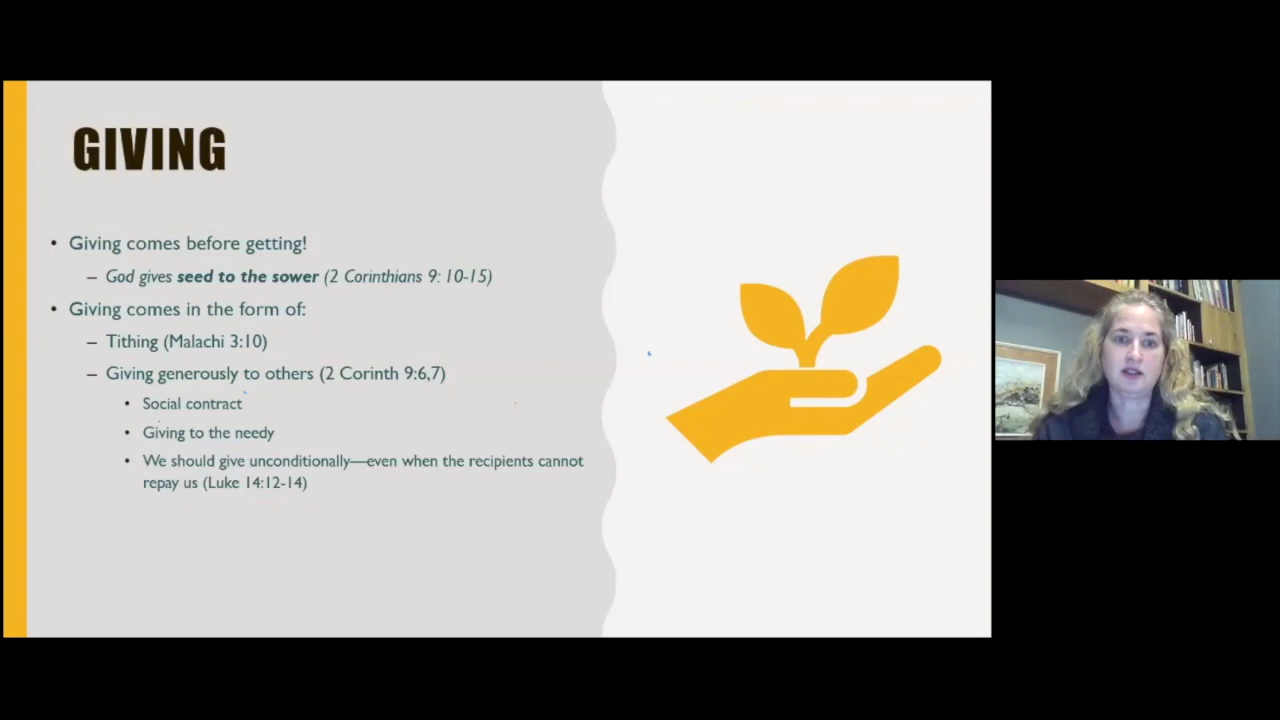 GIVING
• Giving comes before getting!
– God gives seed to the sower (2 Corinthians 9: 10-15)
• Giving comes in the form of:
– Tithing (Malachi 3:10)
– Giving generously to others (2 Corinth 9:6,7)
• Social contract
• Giving to the needy
• We should give unconditionally—even when the recipients cannot
repay us (Luke 14:12-14)